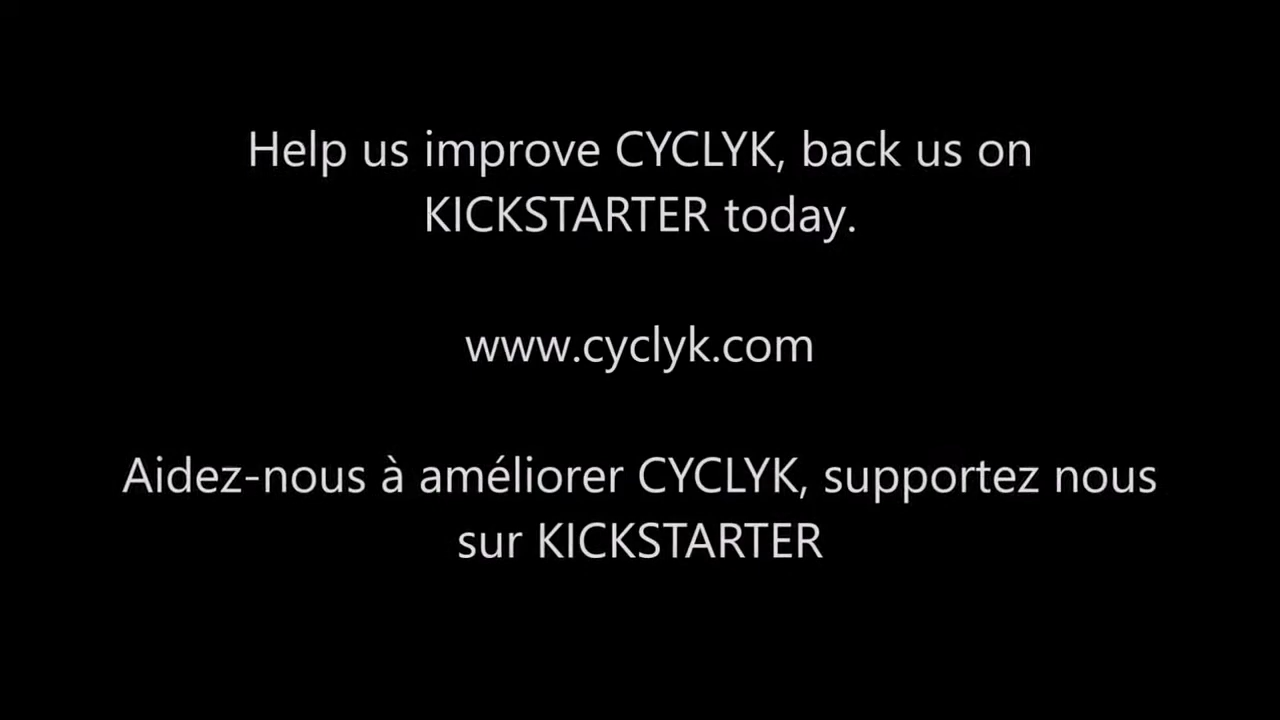 Help us improve CYCLYK, back us on
KICKSTARTER today.
www.cyclyk.com
Aidez-nous à améliorer CYCLYK, supportez nous
sur KICKSTARTER